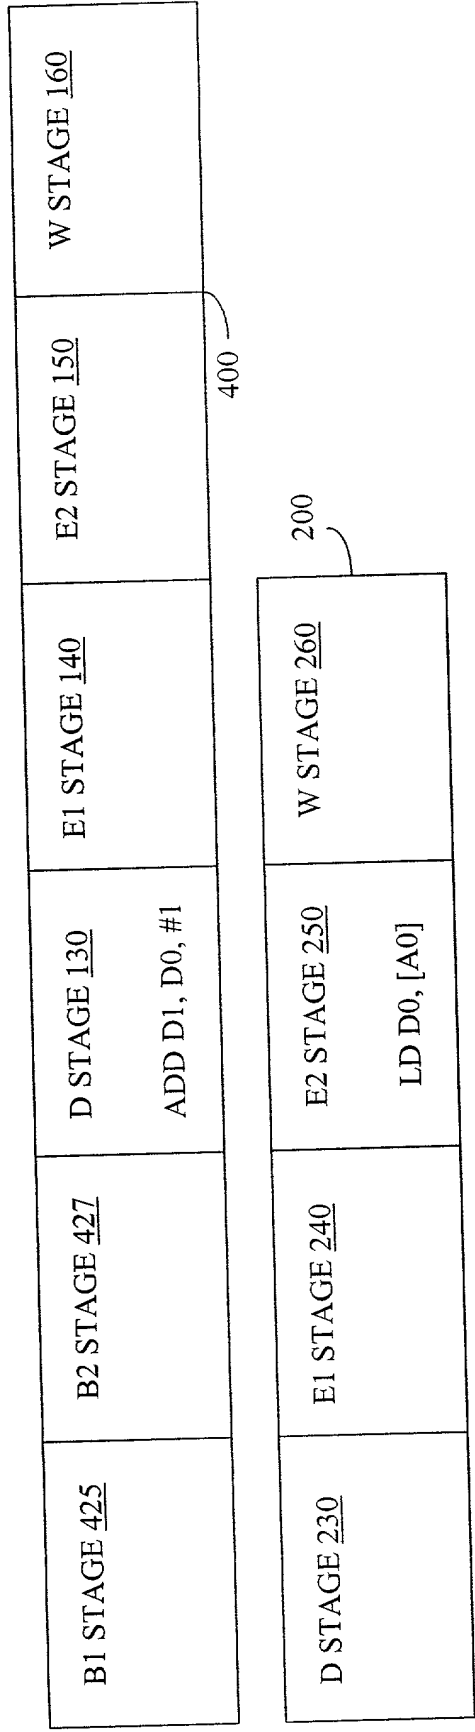 B1 STAGE 425
B2 STAGE 427
D STAGE 130
ADD D1, D0, #1
E1 STAGE 140
E2 STAGE 150
W STAGE 160
400
D STAGE 230
E1 STAGE 240
E2 STAGE 250
LD D0, [A0]
W STAGE 260
200